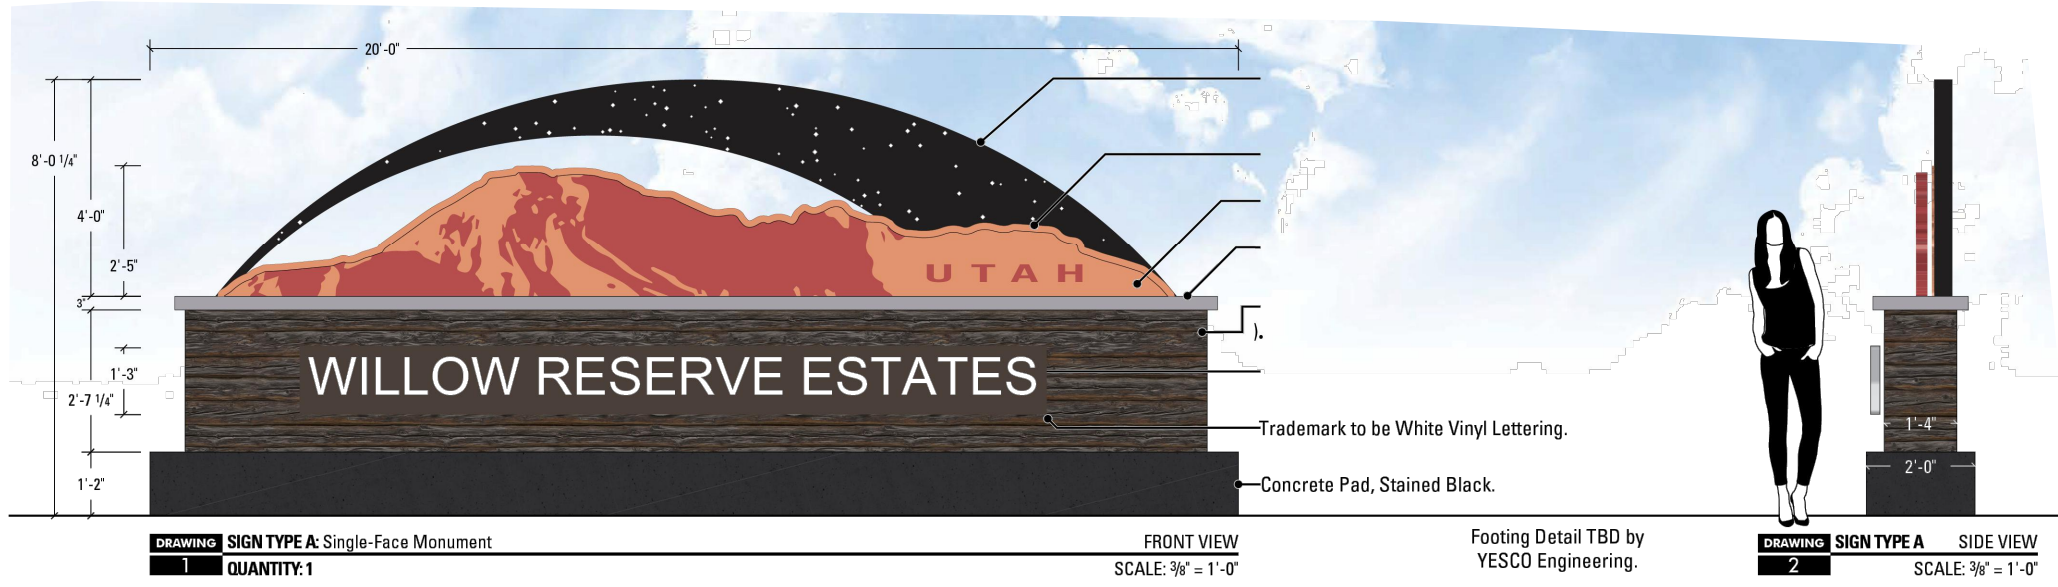 20'-0"
8'-0 1/4"
4'-0"
2'-5"
3"
UTAH
).
1'-3"
WILLOW RESERVE ESTATES
2'-7 1/4"
1'-4"
Trademark to be White Vinyl Lettering.
2'-0"
1'-2"
Concrete Pad, Stained Black.
DRAWING
1
SIGN TYPE A: Single-Face Monument
QUANTITY: 1
FRONT VIEW
SCALE: 3/8" = 1'-0"
Footing Detail TBD by
YESCO Engineering.
DRAWING
2
SIGN TYPE A
SIDE VIEW
SCALE: 3/8" = 1'-0"